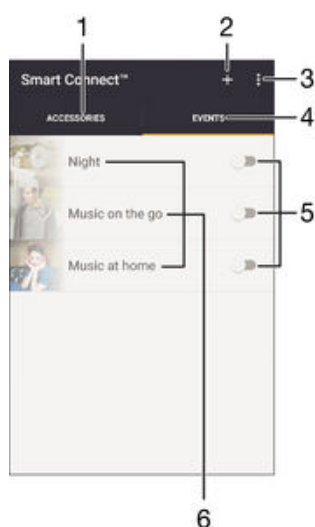 1
2
Smart Connect™ + 3
ACCESSORIES EVENTS 4
Night
Music on the go 5
Music at home
6